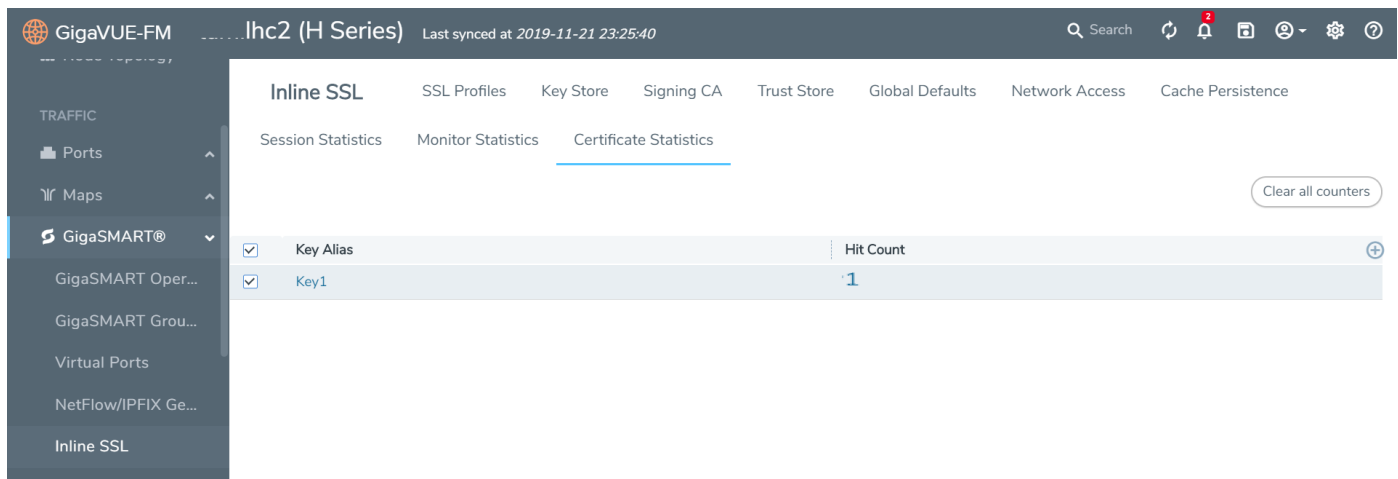 GigaVUE-FM
lhc2 (H Series) Last synced at 2019-11-21 23:25:40
Search
2
TRAFFIC
Ports
Maps
GigaSMART®
GigaSMART Oper...
GigaSMART Grou...
Virtual Ports
NetFlow/IPFIX Ge...
Inline SSL
Inline SSL SSL Profiles Key Store Signing CA Trust Store Global Defaults Network Access Cache Persistence
Session Statistics Monitor Statistics Certificate Statistics
Clear all counters
Key Alias Hit Count
Key1 1